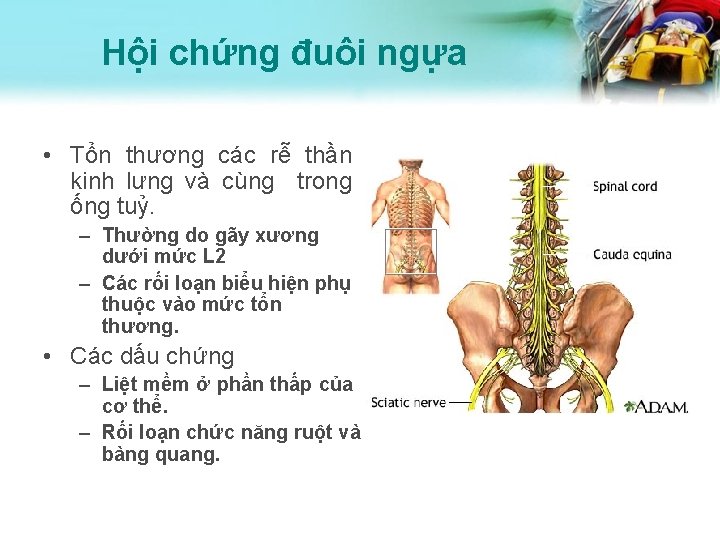 Hội chứng đuôi ngựa
• Tổn thương các rễ thần
kinh lưng và cùng trong
ống tuỷ.
– Thường do gãy xương
dưới mức L2
– Các rối loạn biểu hiện phụ
thuộc vào mức tổn
thương.
• Các dấu chứng
– Liệt mềm ở phần thấp của
cơ thể.
– Rối loạn chức năng ruột và
bàng quang.
Spinal cord
Cauda equina
Sciatic nerve
A.D.A.M.